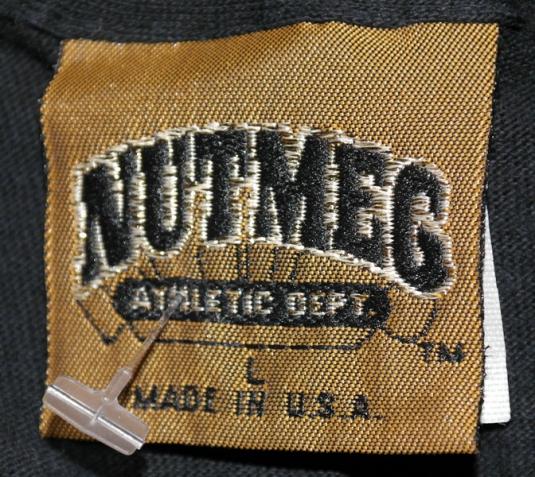 NUTMEG
ATHLETIC DEPT.
TM
L
MADE IN U.S.A.